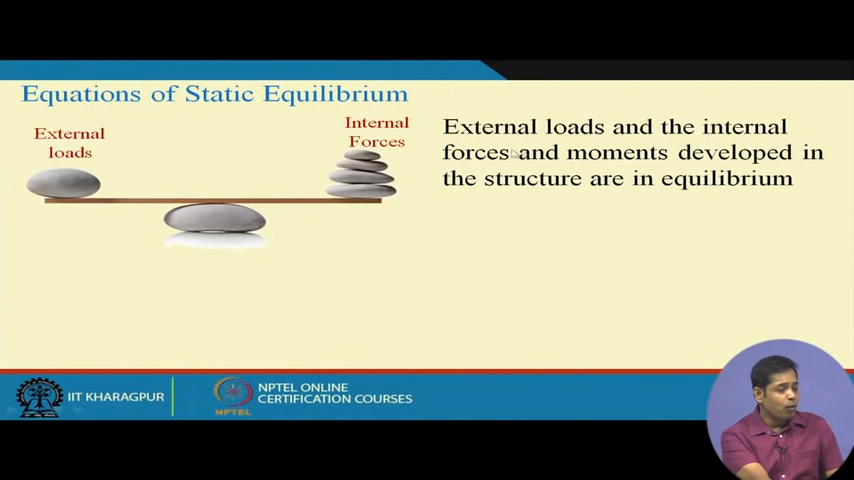 Equations of Static Equilibrium
External
loads
Internal
Forces
External loads and the internal
forces and moments developed in
the structure are in equilibrium
IIT KHARAGPUR
NPTEL
NPTEL ONLINE
CERTIFICATION COURSES